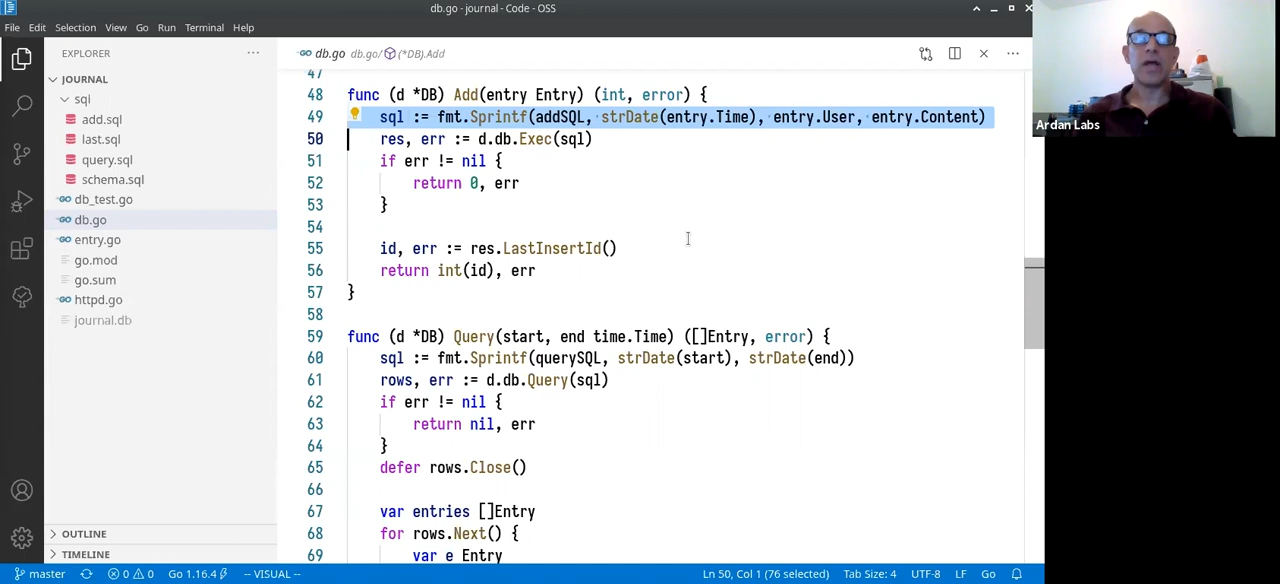 db.go - journal - Code - OSS
File Edit Selection View Go Run Terminal Help
EXPLORER
JOURNAL
sql
add.sql
last.sql
query.sql
schema.sql
db_test.go
db.go
entry.go
go.mod
go.sum
httpd.go
journal.db
OUTLINE
TIMELINE
db.go db.go/ (*DB).Add
47
48 func (d *DB) Add(entry Entry) (int, error) {
49 sql := fmt.Sprintf(addSQL, strDate(entry.Time), entry.User, entry.Content)
50 res, err := d.db.Exec(sql)
51 if err != nil {
52 return 0, err
53 }
54
55 id, err := res.LastInsertId()
56 return int(id), err
57 }
58
59 func (d *DB) Query(start, end time.Time) ([]Entry, error) {
60 sql := fmt.Sprintf(querySQL, strDate(start), strDate(end))
61 rows, err := d.db.Query(sql)
62 if err != nil {
63 return nil, err
64 }
65 defer rows.Close()
66
67 var entries []Entry
68 for rows.Next() {
69 var e Entry
Ardan Labs
master 0 0 Go 1.16.4 -- VISUAL -- Ln 50, Col 1 (76 selected) Tab Size: 4 UTF-8 LF Go